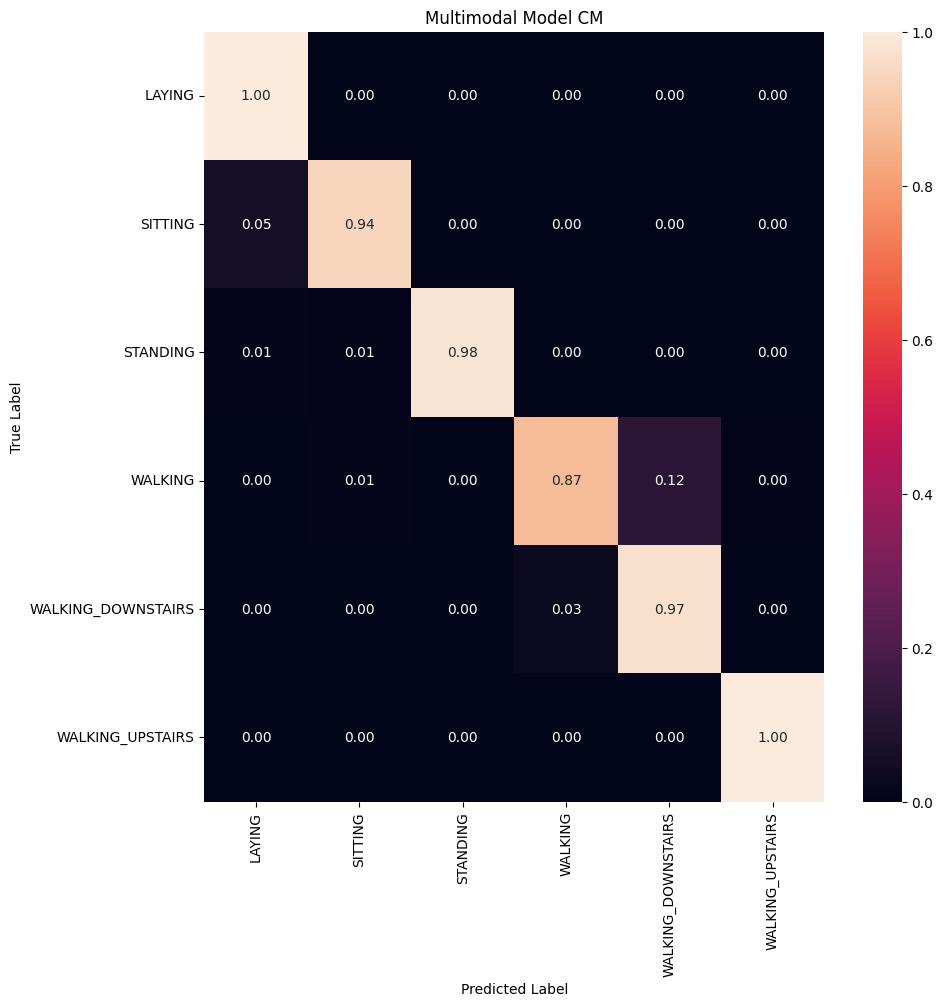 Multimodal Model CM
True Label
LAYING 1.00 0.00 0.00 0.00 0.00 0.00
SITTING 0.05 0.94 0.00 0.00 0.00 0.00
STANDING 0.01 0.01 0.98 0.00 0.00 0.00
WALKING 0.00 0.01 0.00 0.87 0.12 0.00
WALKING_DOWNSTAIRS 0.00 0.00 0.00 0.03 0.97 0.00
WALKING_UPSTAIRS 0.00 0.00 0.00 0.00 0.00 1.00
LAYING
SITTING
STANDING
WALKING
WALKING_DOWNSTAIRS
WALKING_UPSTAIRS
Predicted Label
1.0
0.8
0.6
0.4
0.2
0.0